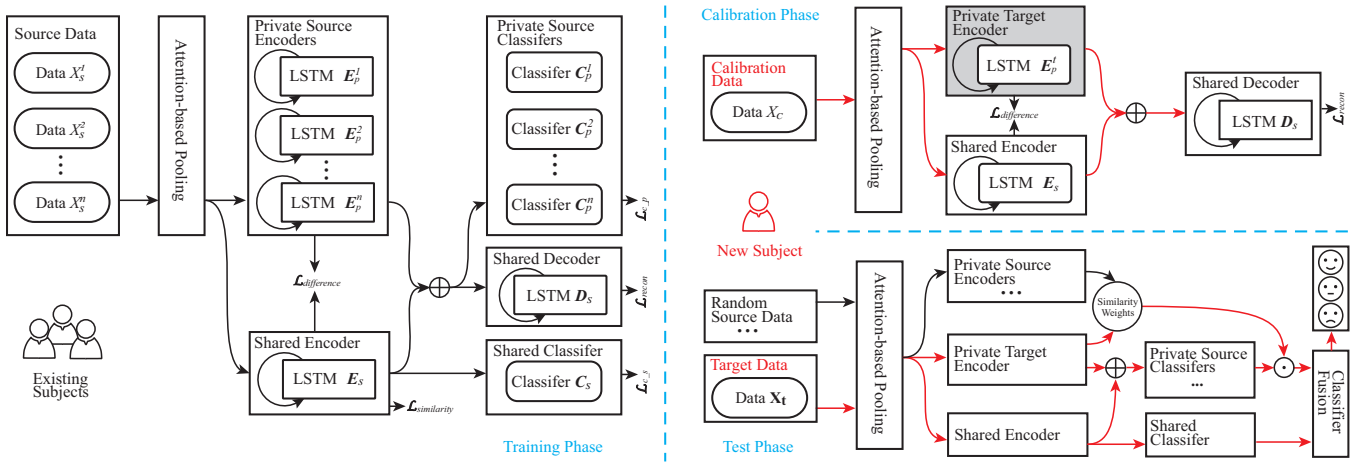 Source Data
Data X_s^1
Data X_s^2
Data X_s^n
Existing
Subjects
Attention-based Pooling
Private Source
Encoders
LSTM E_p^1
LSTM E_p^2
LSTM E_p^n
ℒ_difference
Shared Encoder
LSTM E_s
ℒ_similarity
Private Source
Classifers
Classifer C_p^1
Classifer C_p^2
Classifer C_p^n
ℒ_c_p
Shared Decoder
LSTM D_s
ℒ_recon
Shared Classifer
Classifer C_s
ℒ_c_s
Training Phase
Calibration Phase
Calibration
Data
Data X_C
Attention-based Pooling
Private Target
Encoder
LSTM E_p^t
ℒ_difference
Shared Encoder
LSTM E_s
Shared Decoder
LSTM D_s
ℒ_recon
New Subject
Random
Source Data
...
Target Data
Data X_t
Test Phase
Attention-based Pooling
Private Source
Encoders
...
Similarity
Weights
Private Target
Encoder
Shared Encoder
Private Source
Classifers
...
Shared
Classifer
Classifier
Fusion